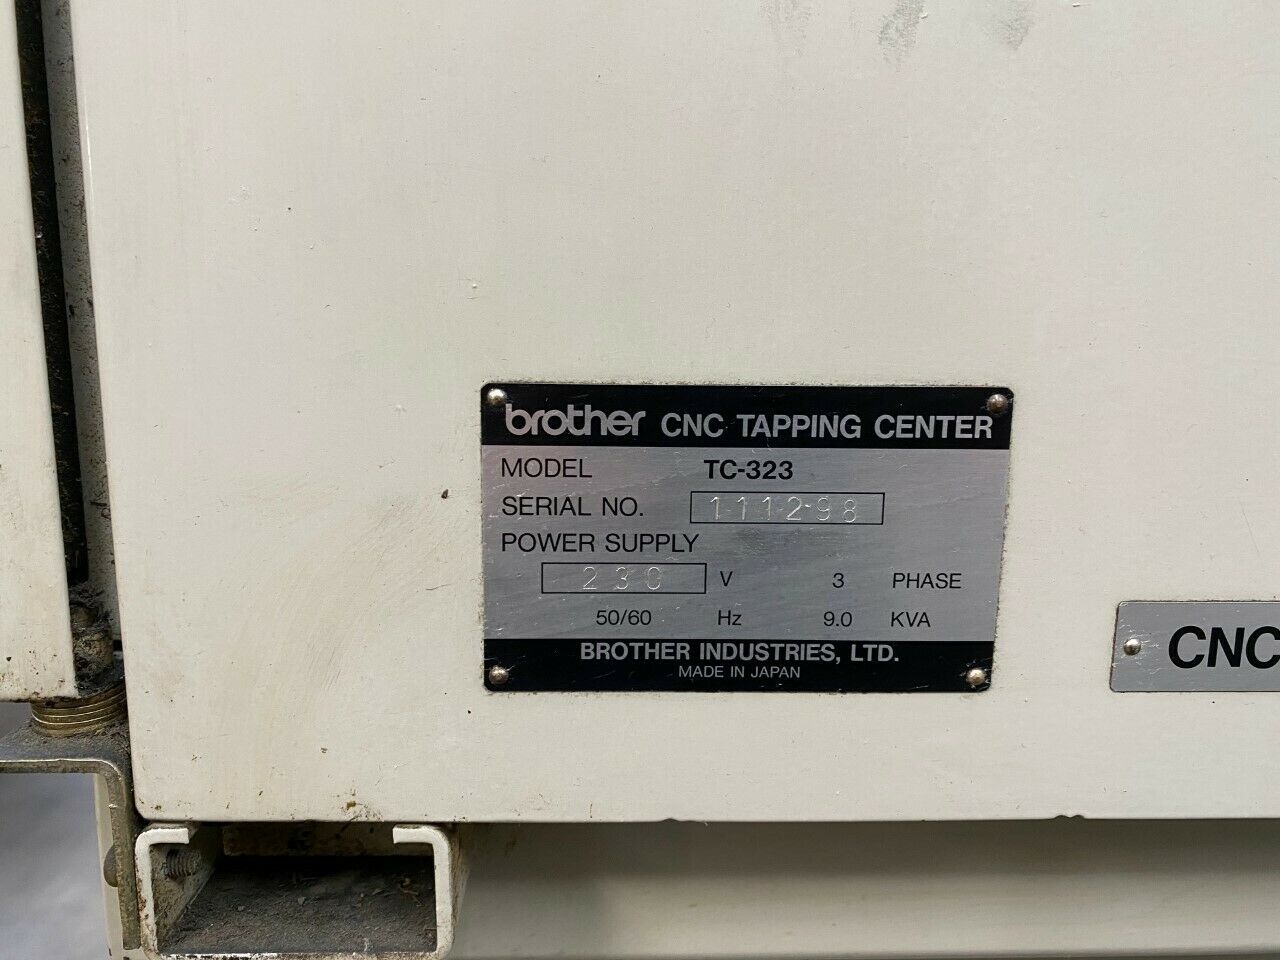 brother CNC TAPPING CENTER
MODEL TC-323
SERIAL NO. 111298
POWER SUPPLY
230 V 3 PHASE
50/60 Hz 9.0 KVA
BROTHER INDUSTRIES, LTD.
MADE IN JAPAN
CNC